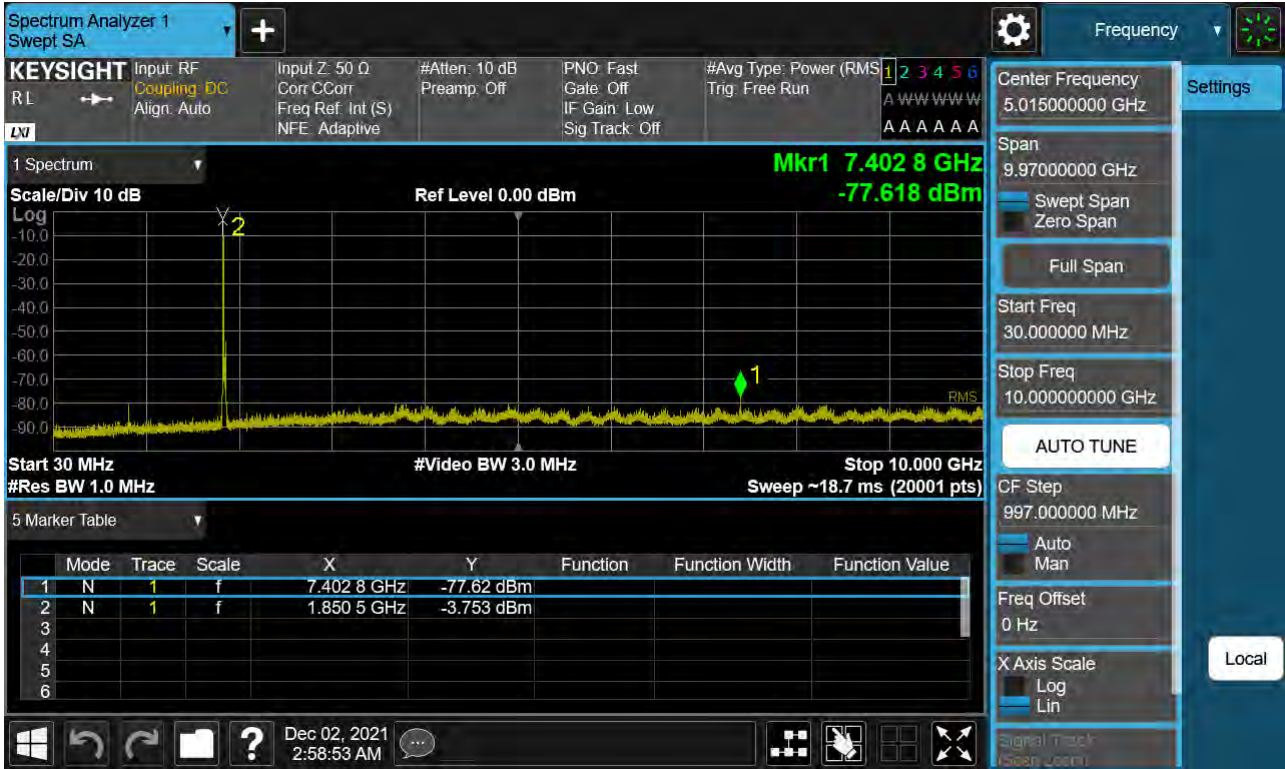 Spectrum Analyzer 1
Swept SA
+
Frequency
KEYSIGHT
RL
LXI
Input: RF
Coupling: DC
Align: Auto
Input Z: 50 Ω
Corr CCorr
Freq Ref: Int (S)
NFE: Adaptive
#Atten: 10 dB
Preamp: Off
PNO: Fast
Gate: Off
IF Gain: Low
Sig Track: Off
#Avg Type: Power (RMS
Trig: Free Run
1 2 3 4 5 6
A W W W W W
A A A A A A
1 Spectrum
Mkr1 7.402 8 GHz
Scale/Div 10 dB
Ref Level 0.00 dBm
-77.618 dBm
Log
2
-10.0
-20.0
-30.0
-40.0
-50.0
-60.0
-70.0
1
-80.0
RMS
-90.0
Start 30 MHz
#Video BW 3.0 MHz
Stop 10.000 GHz
#Res BW 1.0 MHz
Sweep ~18.7 ms (20001 pts)
5 Marker Table
Mode Trace Scale X Y Function Function Width Function Value
1 N 1 f 7.402 8 GHz -77.62 dBm
2 N 1 f 1.850 5 GHz -3.753 dBm
3
4
5
6
Dec 02, 2021
2:58:53 AM
?
Center Frequency
5.015000000 GHz
Settings
Span
9.97000000 GHz
Swept Span
Zero Span
Full Span
Start Freq
30.000000 MHz
Stop Freq
10.000000000 GHz
AUTO TUNE
CF Step
997.000000 MHz
Auto
Man
Freq Offset
0 Hz
X Axis Scale
Log
Lin
Local
Signal Track
(Span Zoom)